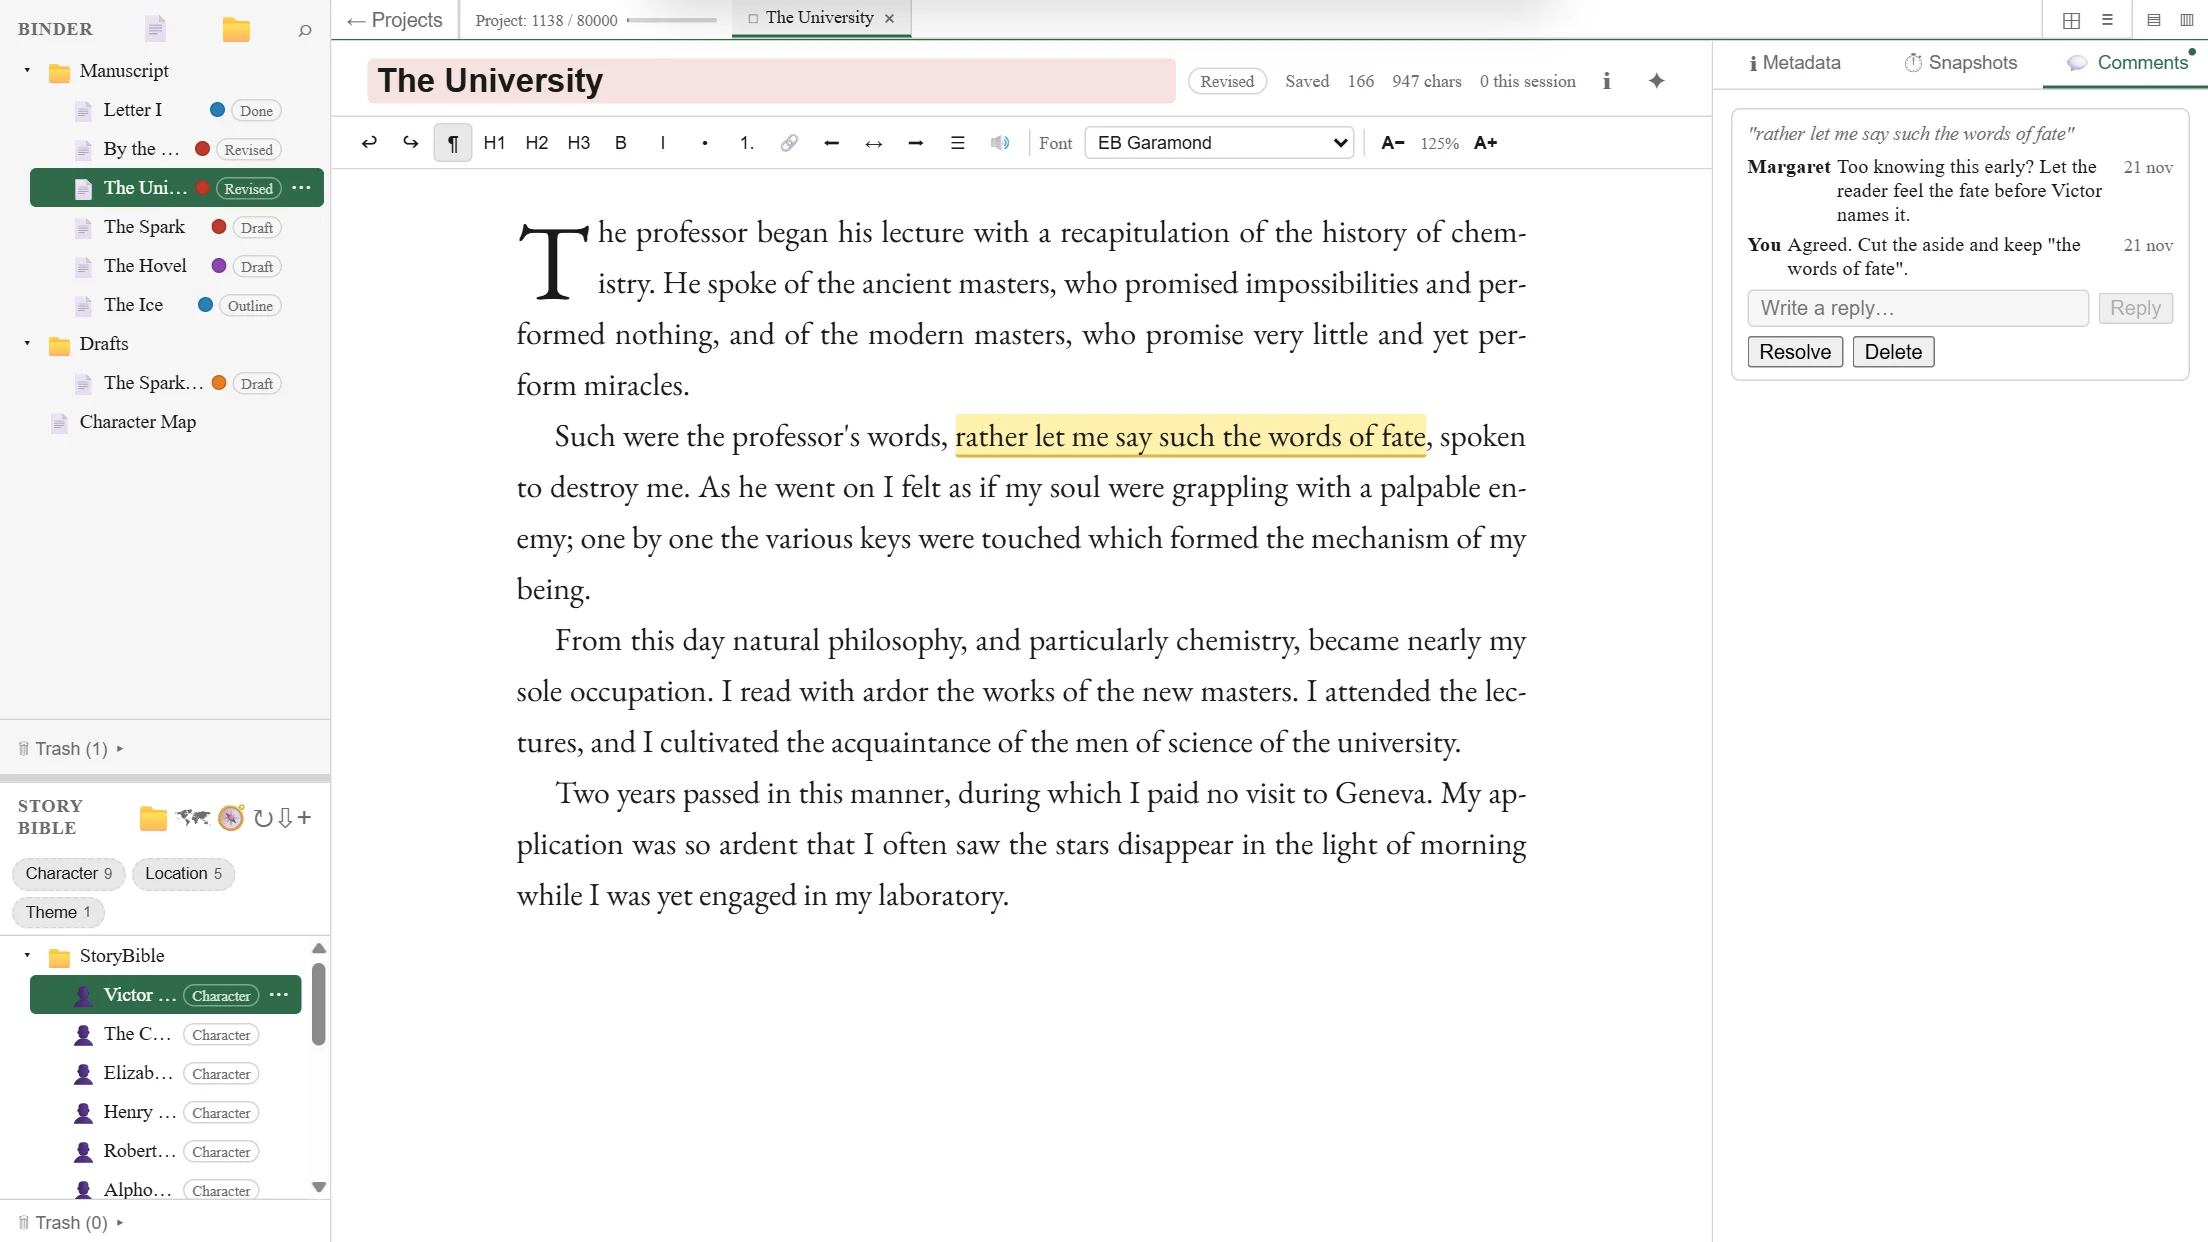 BINDER
Manuscript
Letter I Done
By the … Revised
The Uni… Revised ···
The Spark Draft
The Hovel Draft
The Ice Outline
Drafts
The Spark… Draft
Character Map
Trash (1)
STORY
BIBLE
Character 9 Location 5
Theme 1
StoryBible
Victor … Character ···
The C… Character
Elizab… Character
Henry … Character
Robert… Character
Alpho… Character
Trash (0)
← Projects Project: 1138 / 80000 The University ×
The University Revised Saved 166 947 chars 0 this session
¶ H1 H2 H3 B I • 1. Font EB Garamond A− 125% A+
The professor began his lecture with a recapitulation of the history of chem-
istry. He spoke of the ancient masters, who promised impossibilities and per-
formed nothing, and of the modern masters, who promise very little and yet per-
form miracles.
Such were the professor's words, rather let me say such the words of fate, spoken
to destroy me. As he went on I felt as if my soul were grappling with a palpable en-
emy; one by one the various keys were touched which formed the mechanism of my
being.
From this day natural philosophy, and particularly chemistry, became nearly my
sole occupation. I read with ardor the works of the new masters. I attended the lec-
tures, and I cultivated the acquaintance of the men of science of the university.
Two years passed in this manner, during which I paid no visit to Geneva. My ap-
plication was so ardent that I often saw the stars disappear in the light of morning
while I was yet engaged in my laboratory.
Metadata Snapshots Comments
"rather let me say such the words of fate"
Margaret Too knowing this early? Let the 21 nov
reader feel the fate before Victor
names it.
You Agreed. Cut the aside and keep "the 21 nov
words of fate".
Write a reply… Reply
Resolve Delete